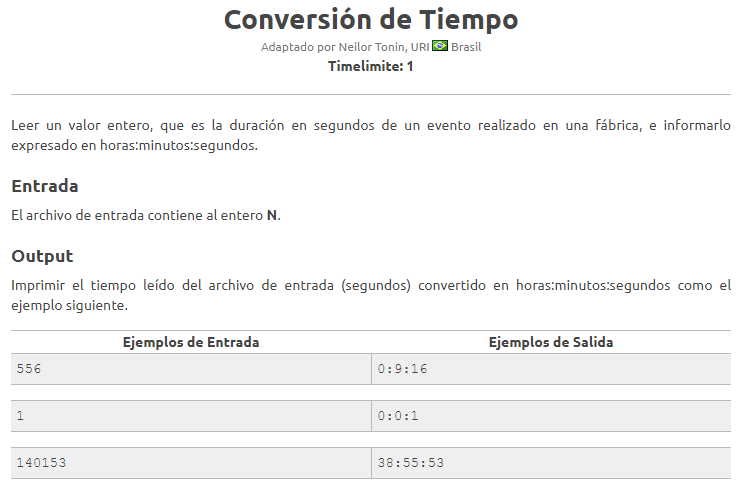 Conversión de Tiempo
Adaptado por Neilor Tonin, URI Brasil
Timelimite: 1
Leer un valor entero, que es la duración en segundos de un evento realizado en una fábrica, e informarlo
expresado en horas:minutos:segundos.
Entrada
El archivo de entrada contiene al entero N.
Output
Imprimir el tiempo leído del archivo de entrada (segundos) convertido en horas:minutos:segundos como el
ejemplo siguiente.
Ejemplos de Entrada Ejemplos de Salida
556 0:9:16
1 0:0:1
140153 38:55:53